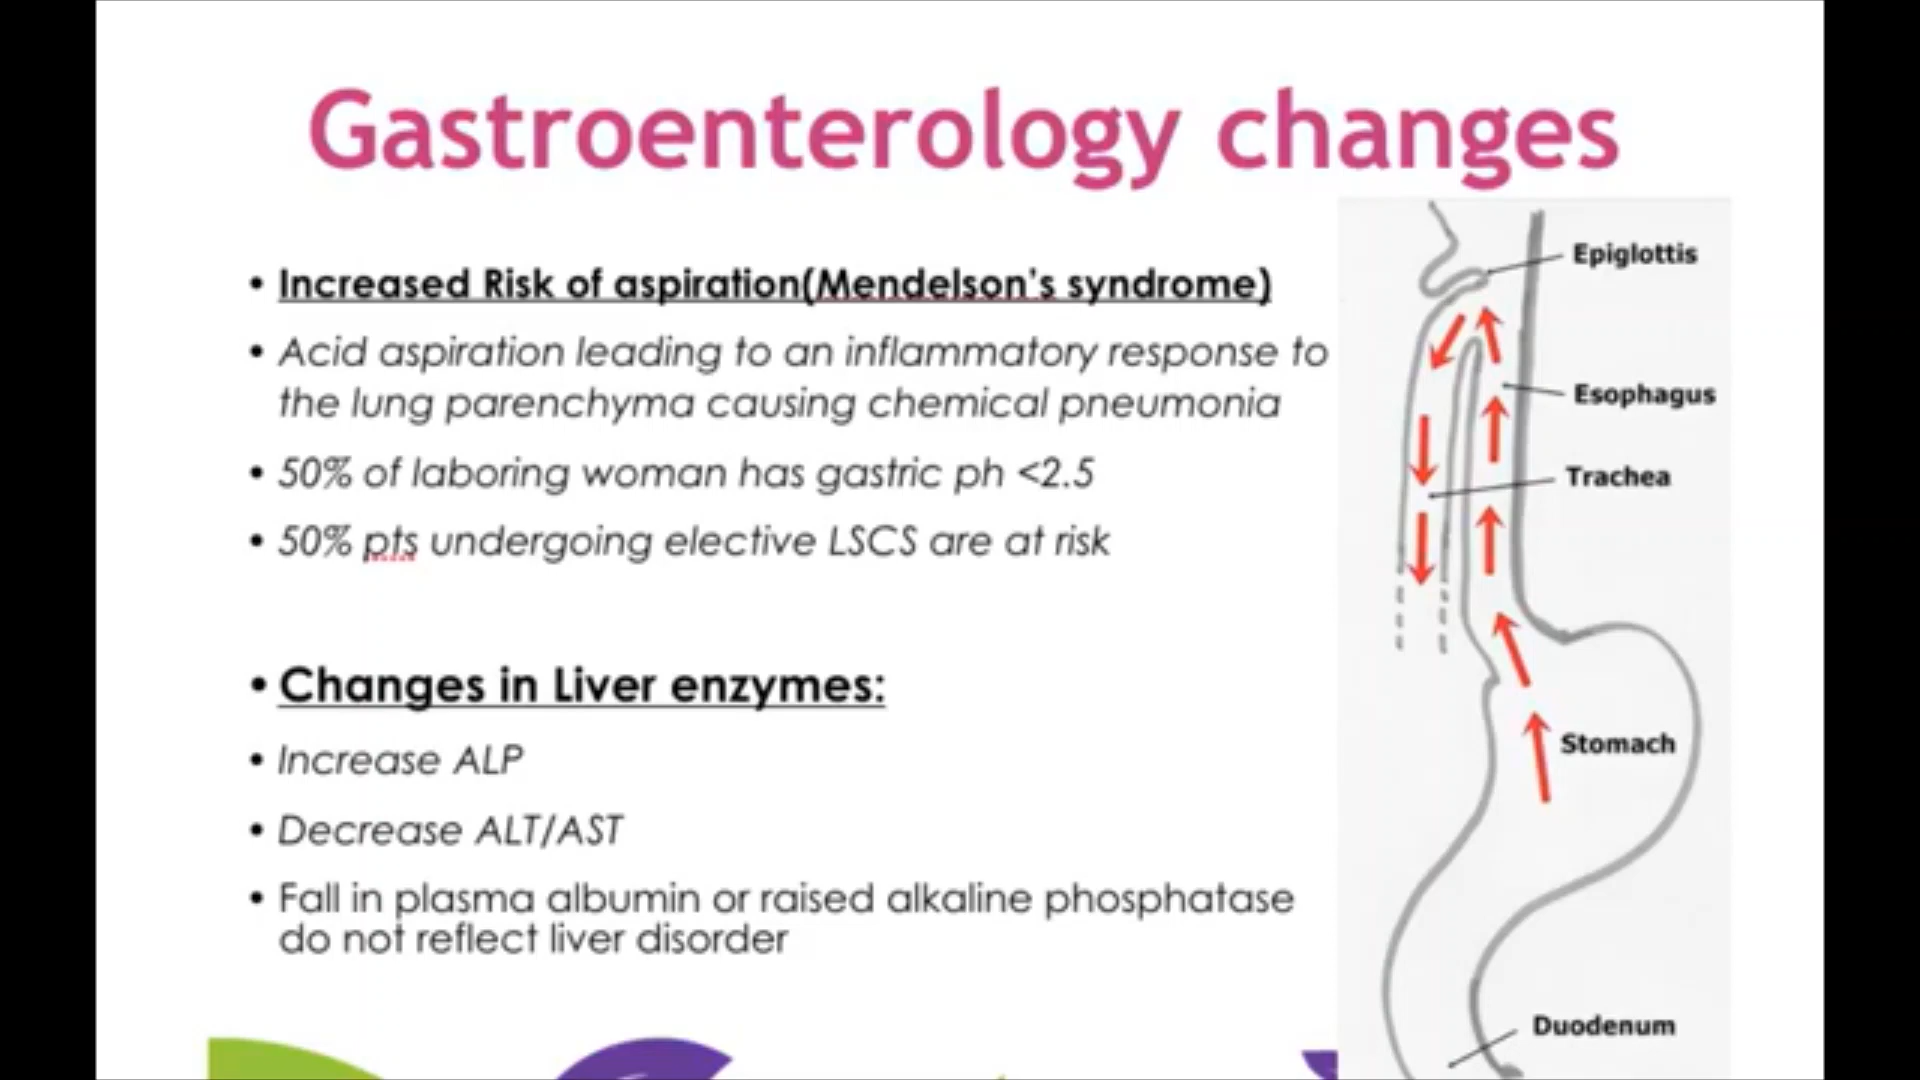 Gastroenterology changes
• Increased Risk of aspiration(Mendelson's syndrome)
• Acid aspiration leading to an inflammatory response to
the lung parenchyma causing chemical pneumonia
• 50% of laboring woman has gastric ph <2.5
• 50% pts undergoing elective LSCS are at risk
• Changes in Liver enzymes:
• Increase ALP
• Decrease ALT/AST
• Fall in plasma albumin or raised alkaline phosphatase
do not reflect liver disorder
Epiglottis
Esophagus
Trachea
Stomach
Duodenum